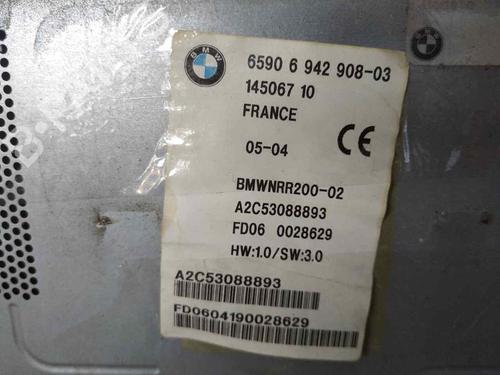 BMW
6590 6 942 908-03
145067 10
FRANCE
CE
05-04
BMWNRR200-02
A2C53088893
FD06 0028629
HW:1.0/SW:3.0
A2C53088893
FD0604190028629